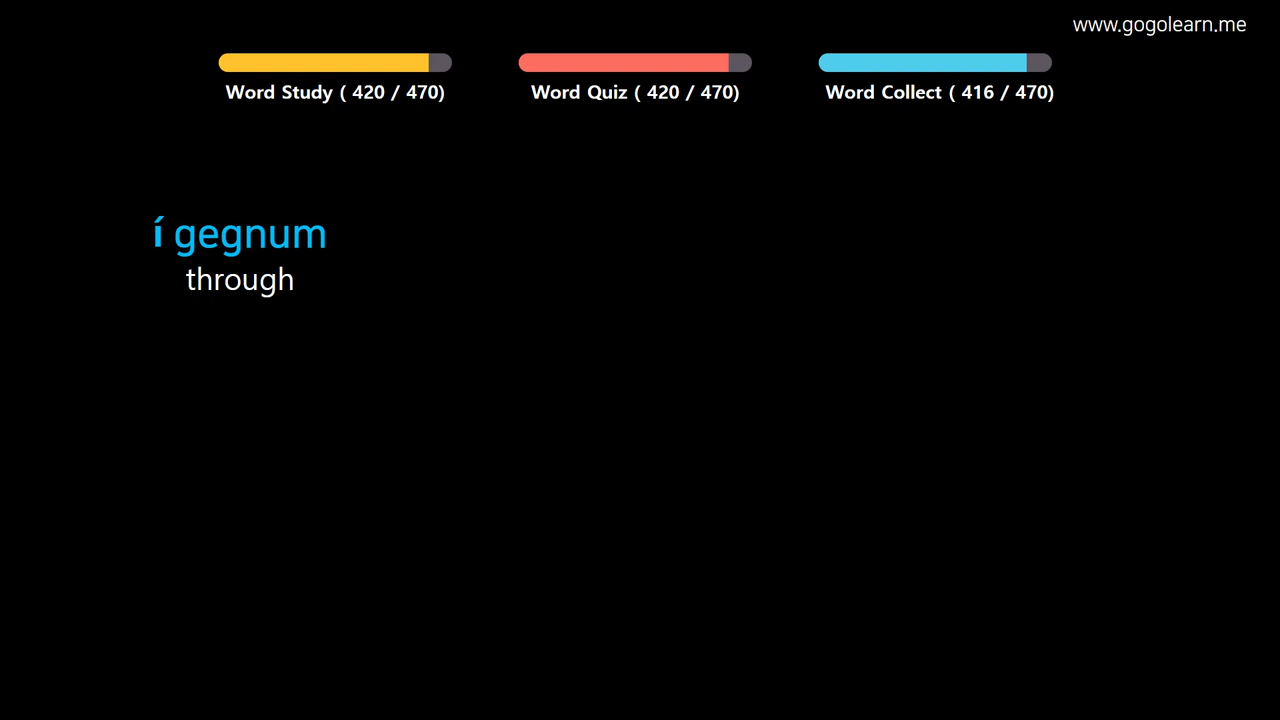 www.gogolearn.me
Word Study ( 420 / 470)
Word Quiz ( 420 / 470)
Word Collect ( 416 / 470)
í gegnum
through